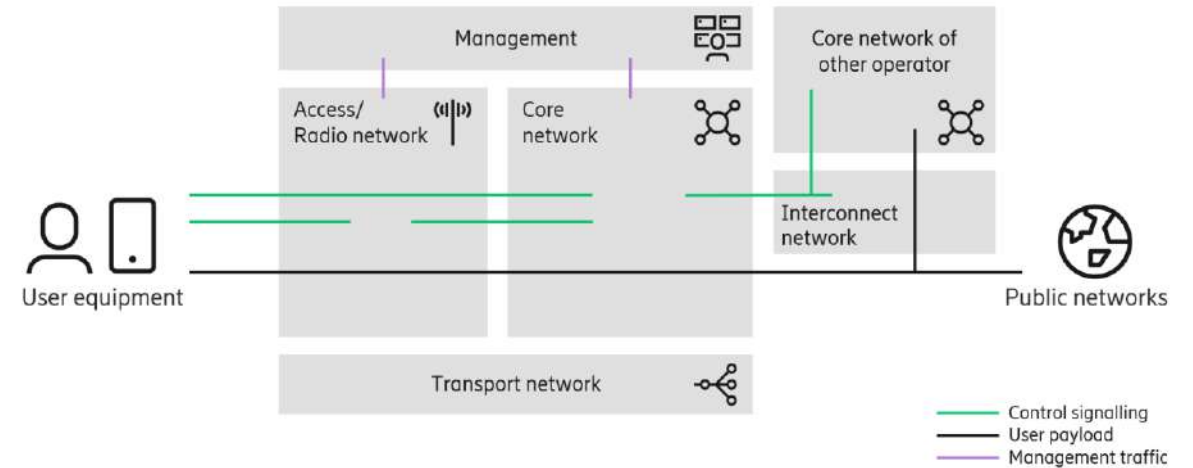 Management
Core network of
other operator
Access/
Radio network
Core
network
Interconnect
network
User equipment
Public networks
Transport network
Control signalling
User payload
Management traffic